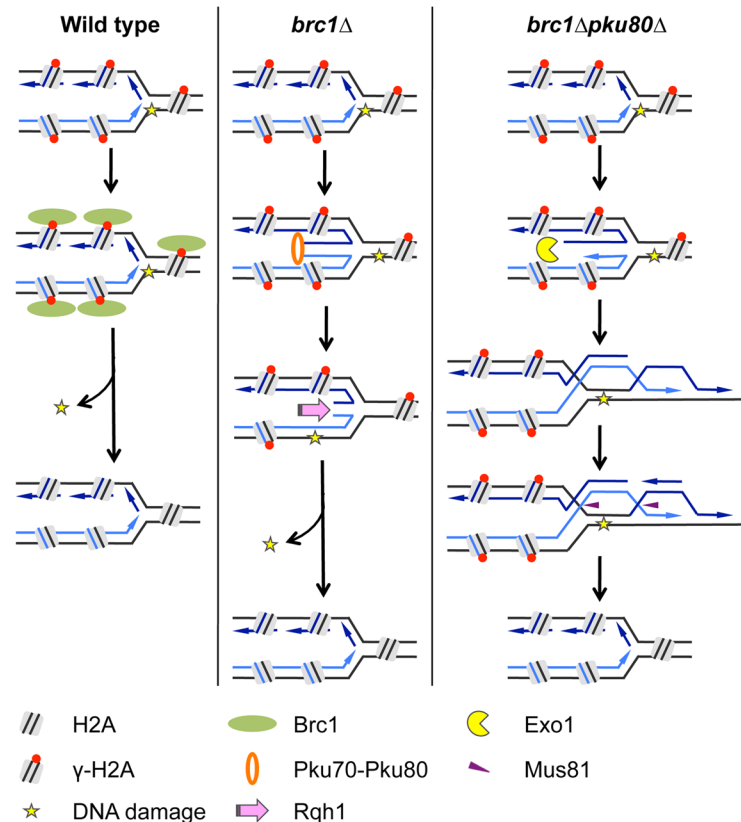 Wild type
brc1Δ
brc1Δpku80Δ
H2A
Brc1
Exo1
γ-H2A
Pku70-Pku80
Mus81
DNA damage
Rqh1